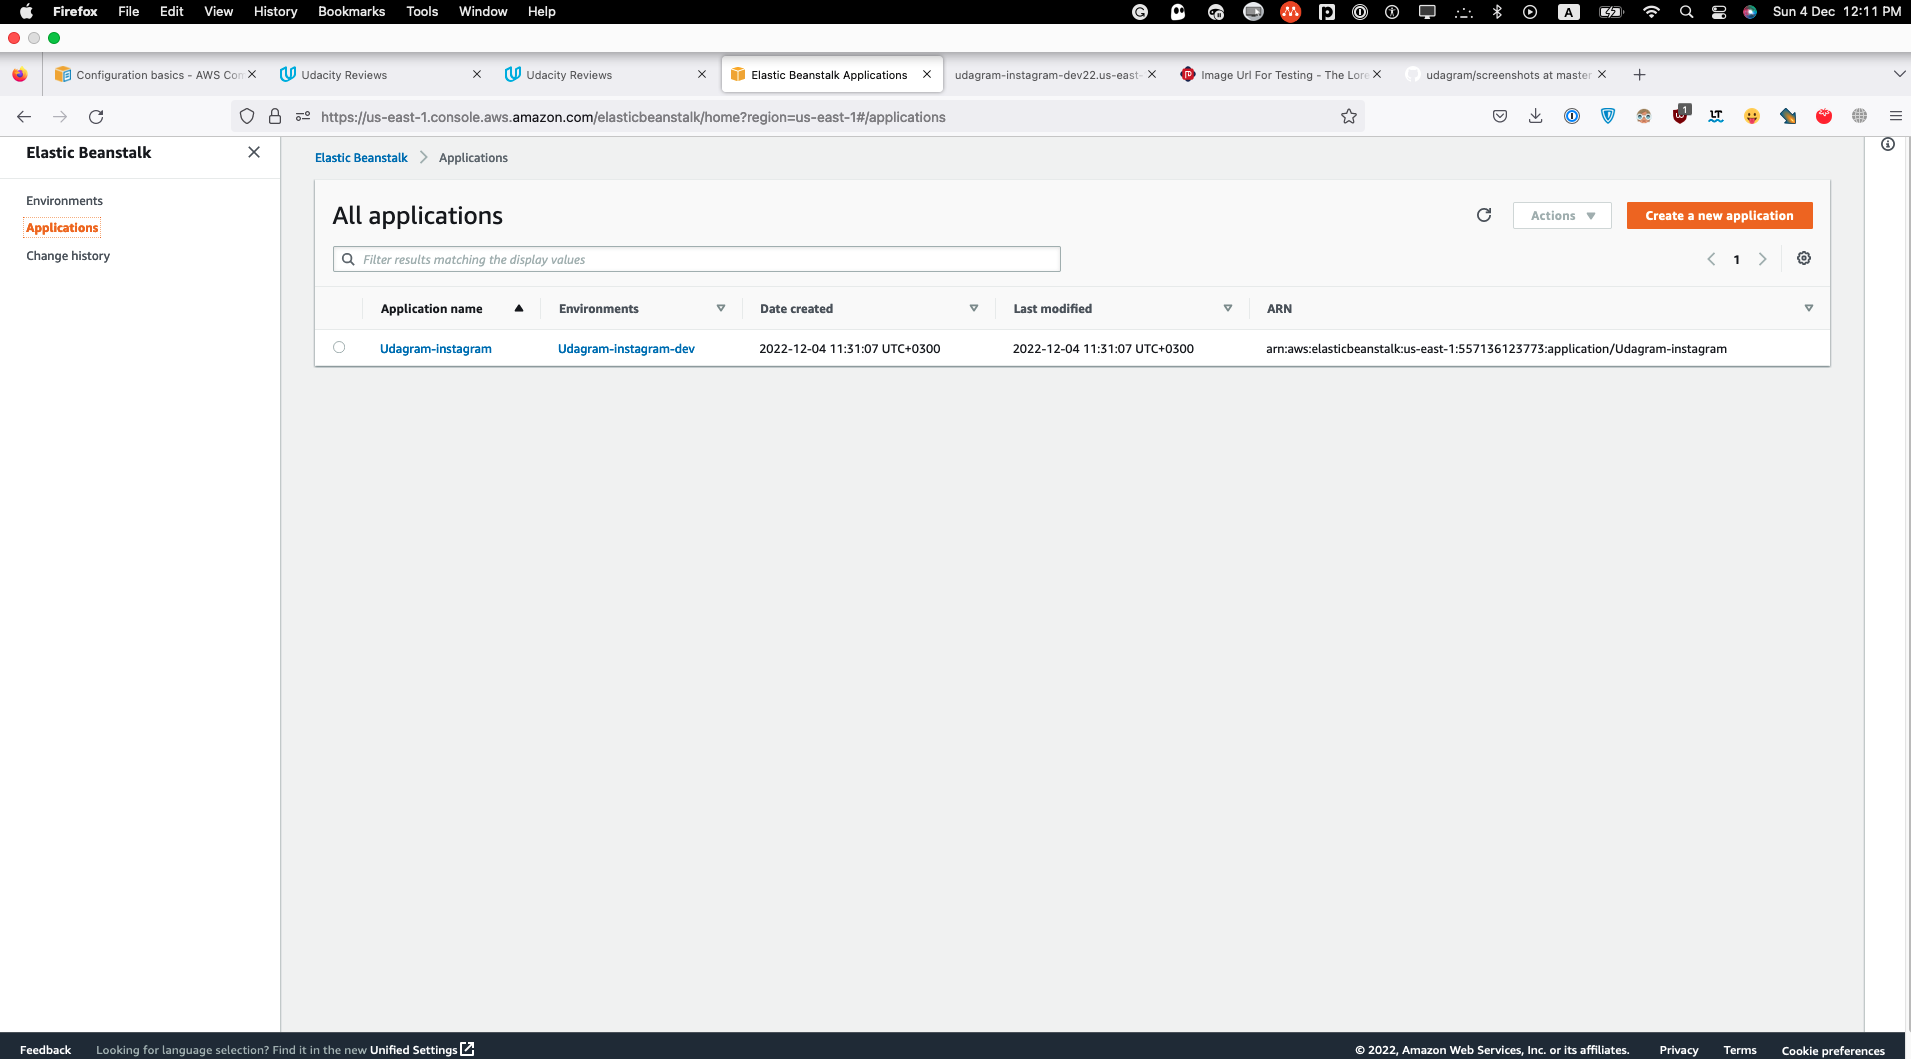 Firefox File Edit View History Bookmarks Tools Window Help A Sun 4 Dec 12:11 PM
Configuration basics - AWS Con Udacity Reviews Udacity Reviews Elastic Beanstalk Applications udagram-instagram-dev22.us-east- Image Url For Testing - The Lore udagram/screenshots at master
https://us-east-1.console.aws.amazon.com/elasticbeanstalk/home?region=us-east-1#/applications 1 LT
Elastic Beanstalk
Environments
Applications
Change history
Elastic Beanstalk Applications
All applications Actions Create a new application
Filter results matching the display values 1
Application name Environments Date created Last modified ARN
Udagram-instagram Udagram-instagram-dev 2022-12-04 11:31:07 UTC+0300 2022-12-04 11:31:07 UTC+0300 arn:aws:elasticbeanstalk:us-east-1:557136123773:application/Udagram-instagram
Feedback Looking for language selection? Find it in the new Unified Settings © 2022, Amazon Web Services, Inc. or its affiliates. Privacy Terms Cookie preferences